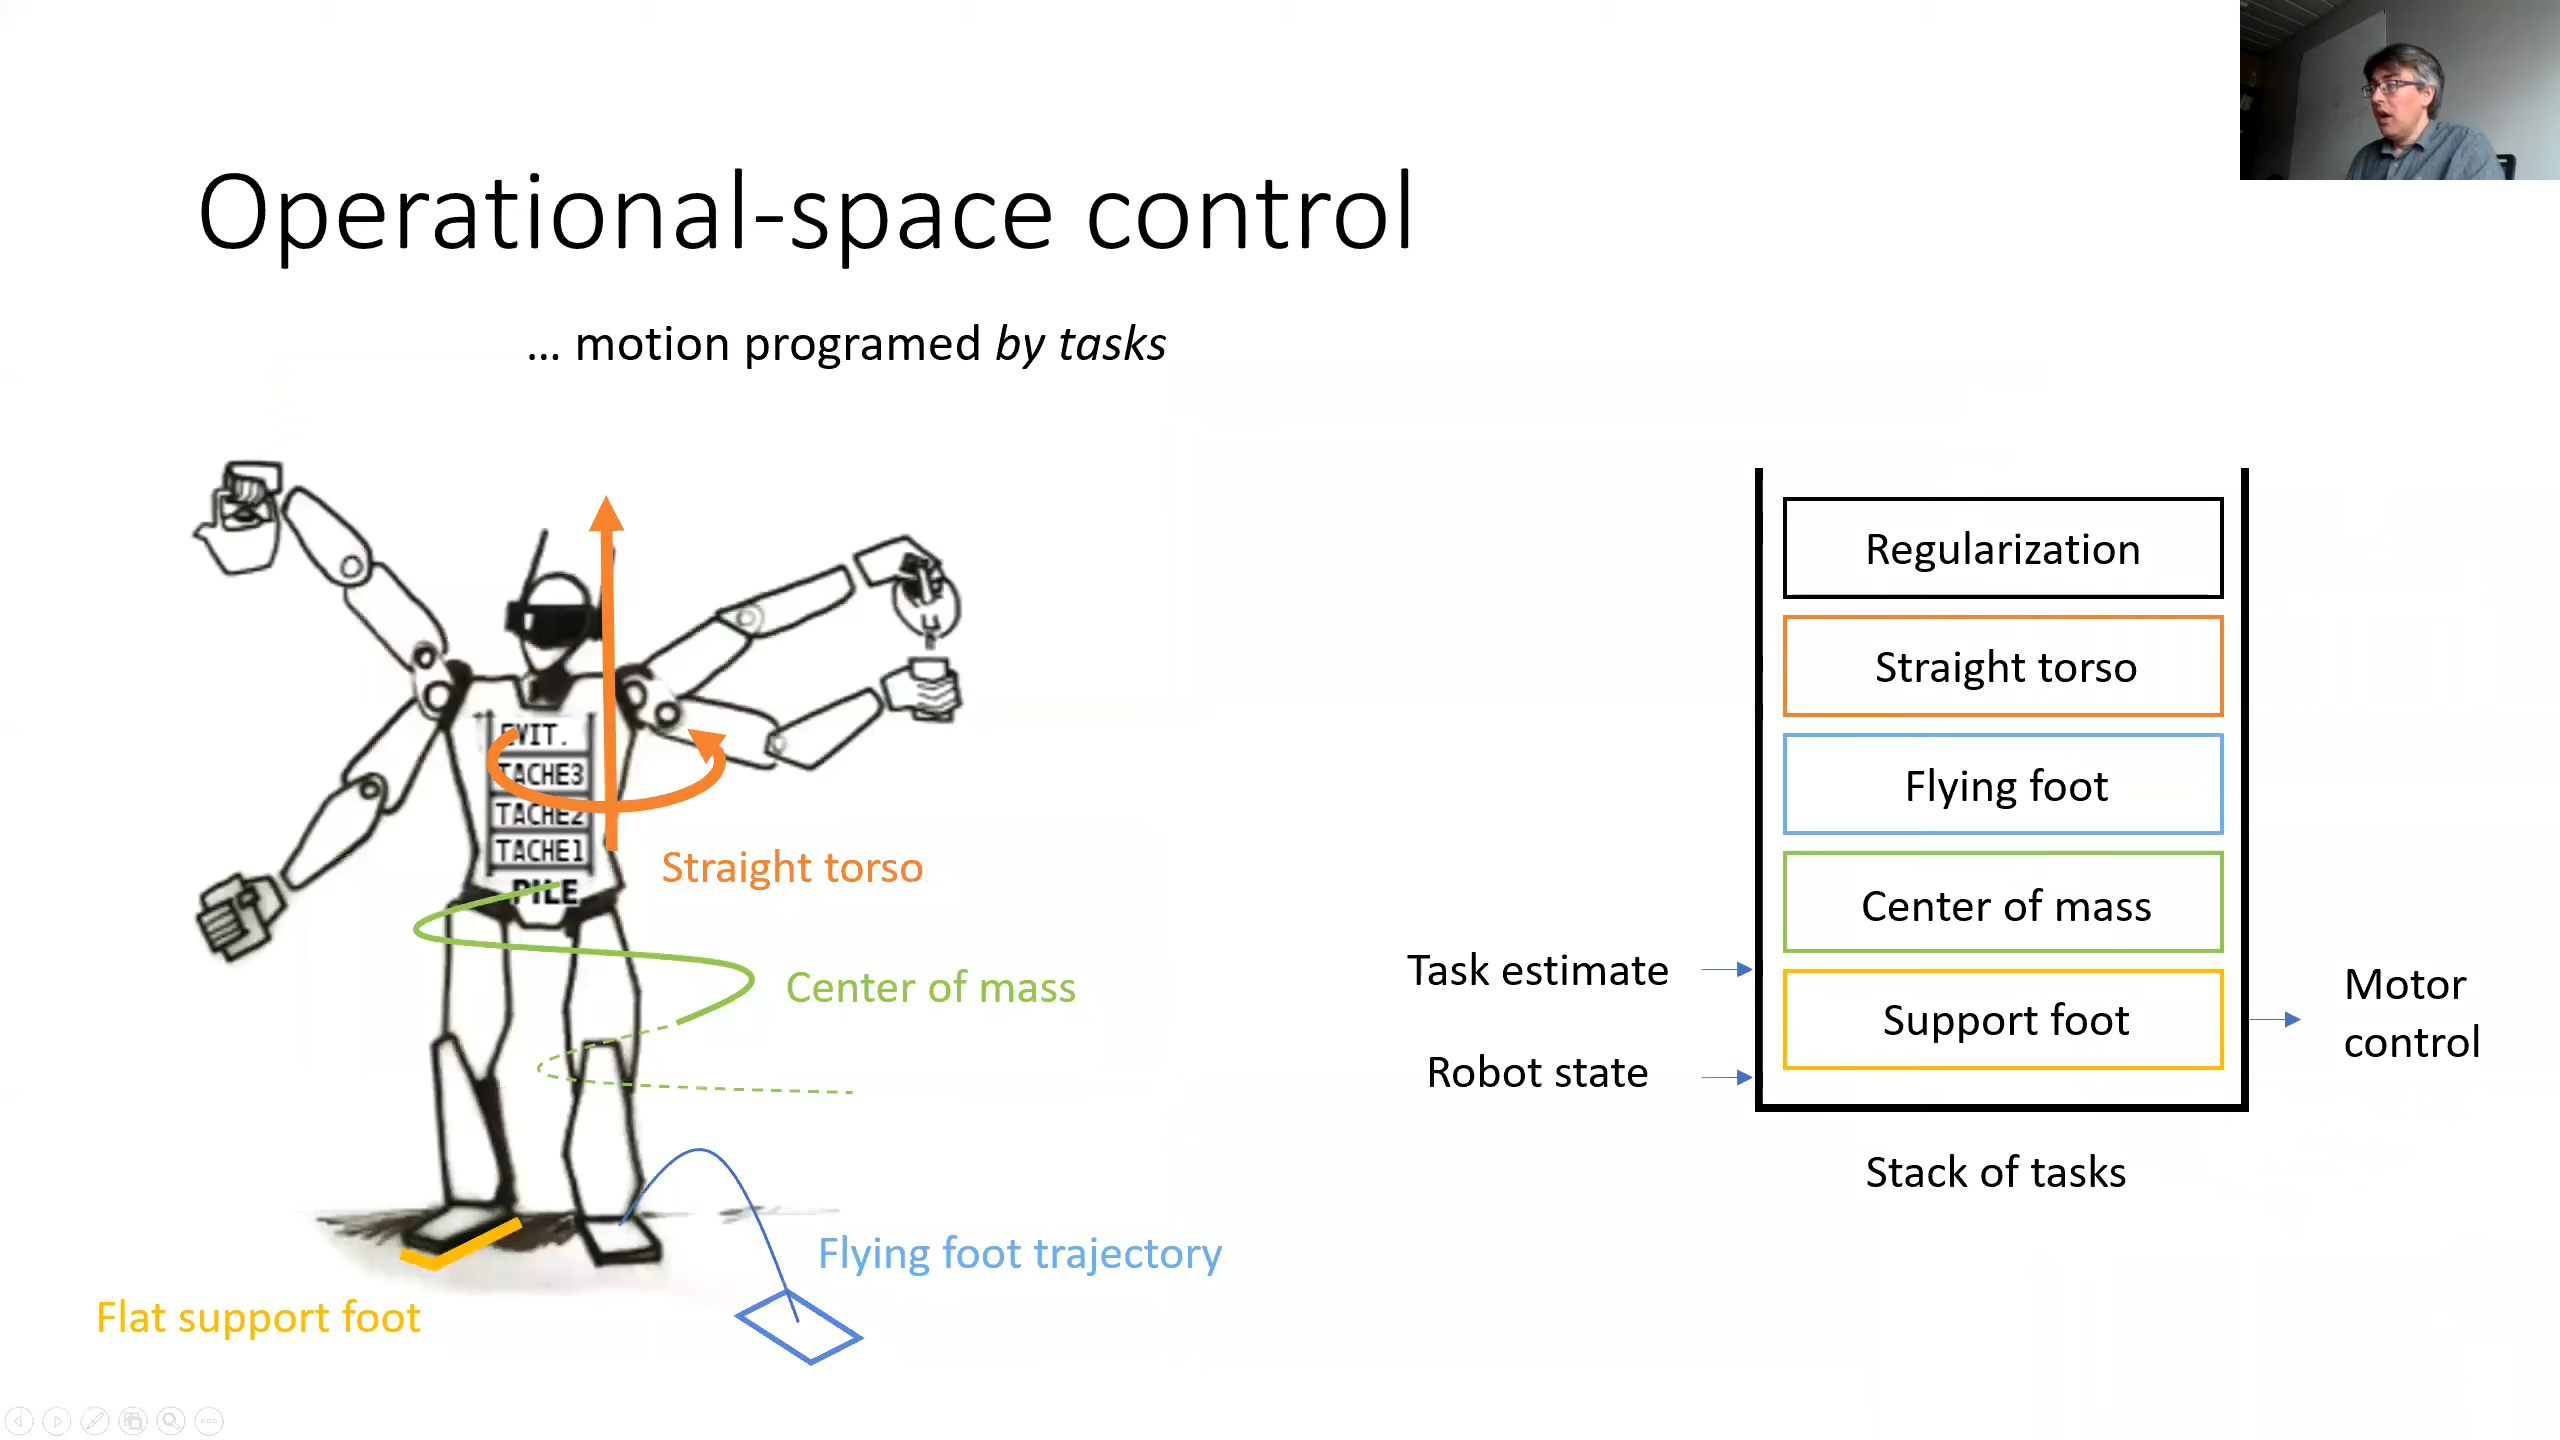 Operational-space control
... motion programed by tasks
EVIT.
TACHE3
TACHE2
TACHE1
PILE
Straight torso
Center of mass
Flying foot trajectory
Flat support foot
Regularization
Straight torso
Flying foot
Center of mass
Support foot
Task estimate
Robot state
Motor
control
Stack of tasks